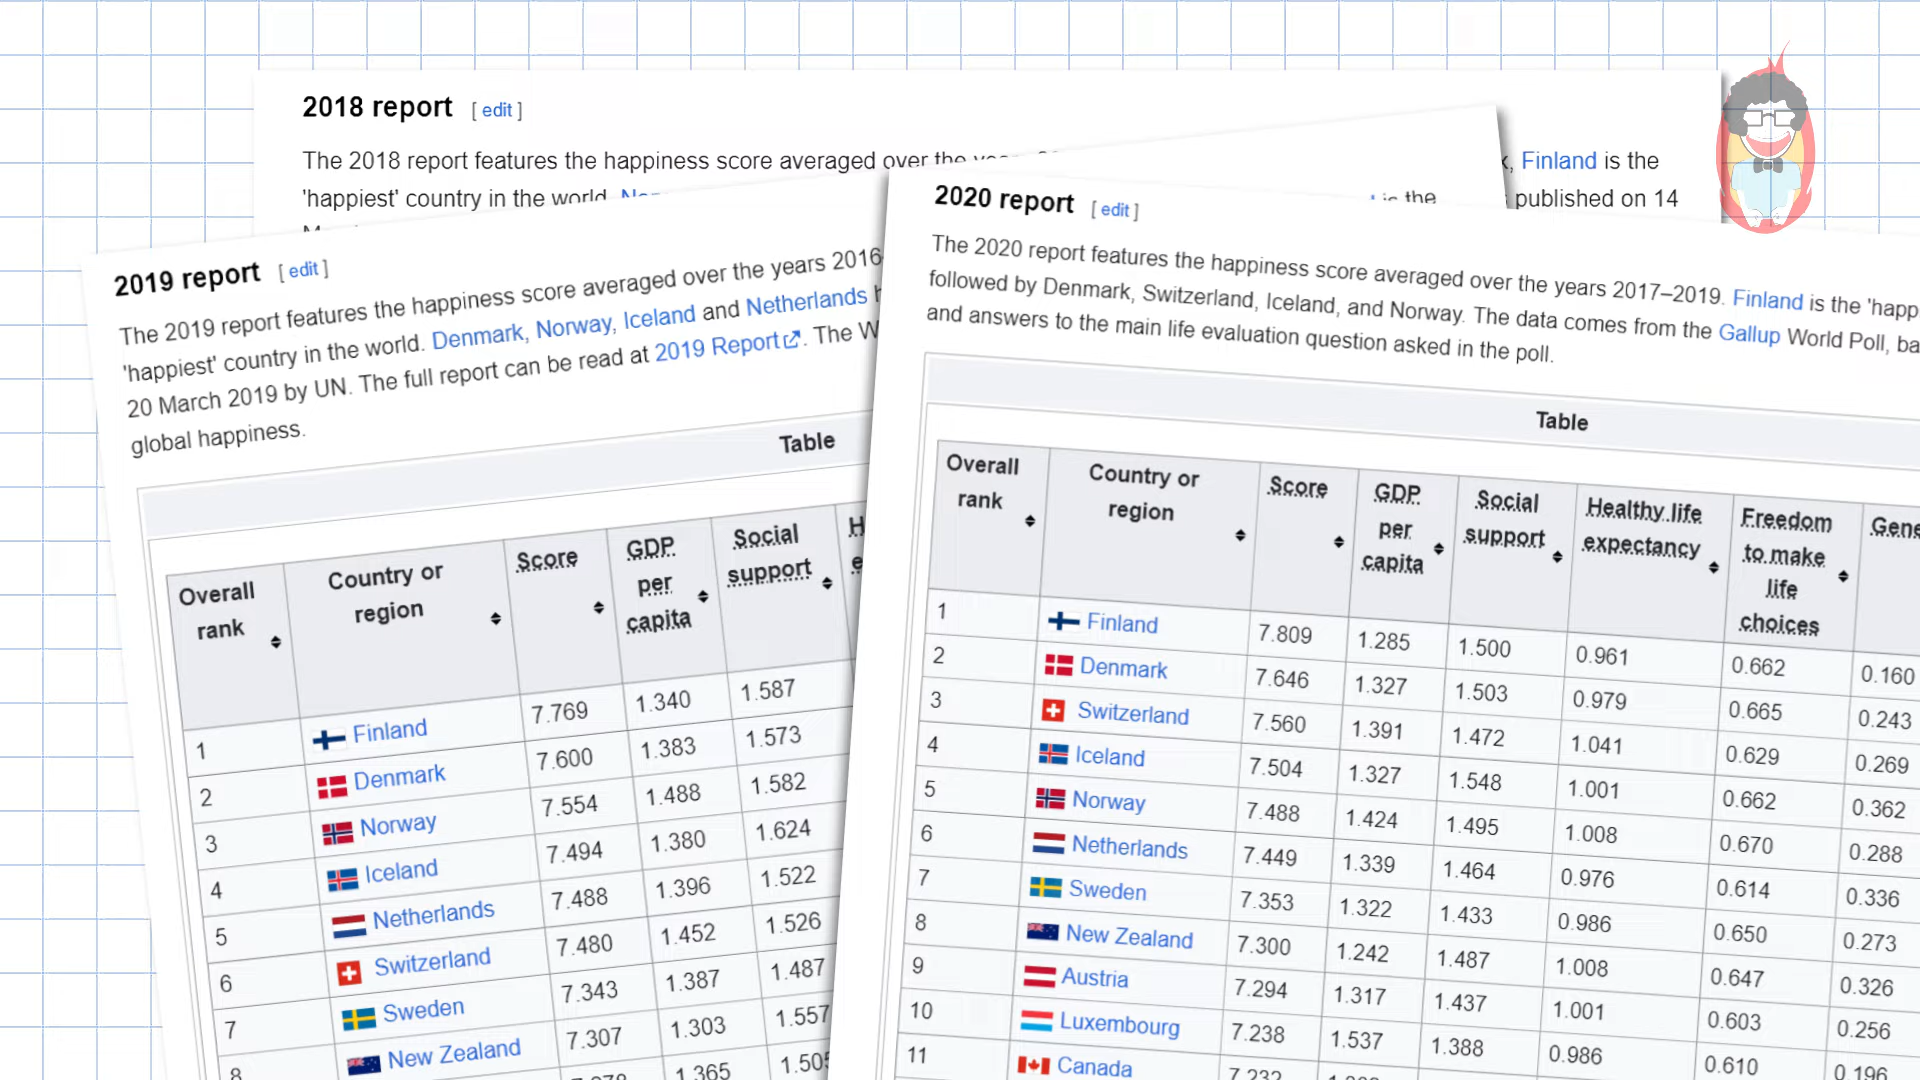 2018 report [ edit ]
The 2018 report features the happiness score averaged over the
Finland is the
'happiest' country in the world.
published on 14
2019 report [ edit ]
The 2019 report features the happiness score averaged over the years 2016
'happiest' country in the world. Denmark, Norway, Iceland and Netherlands
20 March 2019 by UN. The full report can be read at 2019 Report. The
global happiness.
Table
Overall rank Country or region Score GDP per capita Social support
1 Finland 7.769 1.340 1.587
2 Denmark 7.600 1.383 1.573
3 Norway 7.554 1.488 1.582
4 Iceland 7.494 1.380 1.624
5 Netherlands 7.488 1.396 1.522
6 Switzerland 7.480 1.452 1.526
7 Sweden 7.343 1.387 1.487
8 New Zealand 7.307 1.303 1.557
1.365
is the
2020 report [ edit ]
The 2020 report features the happiness score averaged over the years 2017–2019. Finland is the 'happ
followed by Denmark, Switzerland, Iceland, and Norway. The data comes from the Gallup World Poll, ba
and answers to the main life evaluation question asked in the poll.
Table
Overall rank Country or region Score GDP per capita Social support Healthy life expectancy Freedom to make life choices Gene
1 Finland 7.809 1.285 1.500 0.961 0.662 0.160
2 Denmark 7.646 1.327 1.503 0.979 0.665 0.243
3 Switzerland 7.560 1.391 1.472 1.041 0.629 0.269
4 Iceland 7.504 1.327 1.548 1.001 0.662 0.362
5 Norway 7.488 1.424 1.495 1.008 0.670 0.288
6 Netherlands 7.449 1.339 1.464 0.976 0.614 0.336
7 Sweden 7.353 1.322 1.433 0.986 0.650 0.273
8 New Zealand 7.300 1.242 1.487 1.008 0.647 0.326
9 Austria 7.294 1.317 1.437 1.001 0.603 0.256
10 Luxembourg 7.238 1.537 1.388 0.986 0.610 0.196
11 Canada 7.232